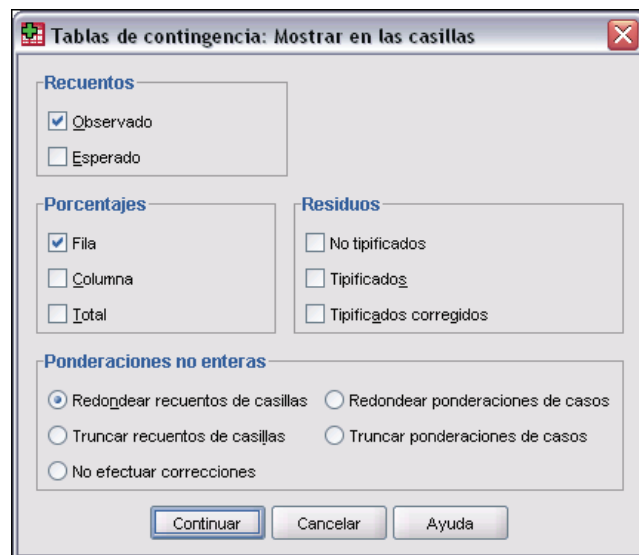 Tablas de contingencia: Mostrar en las casillas
Recuentos
Observado
Esperado
Porcentajes
Fila
Columna
Total
Residuos
No tipificados
Tipificados
Tipificados corregidos
Ponderaciones no enteras
Redondear recuentos de casillas
Redondear ponderaciones de casos
Truncar recuentos de casillas
Truncar ponderaciones de casos
No efectuar correcciones
Continuar
Cancelar
Ayuda